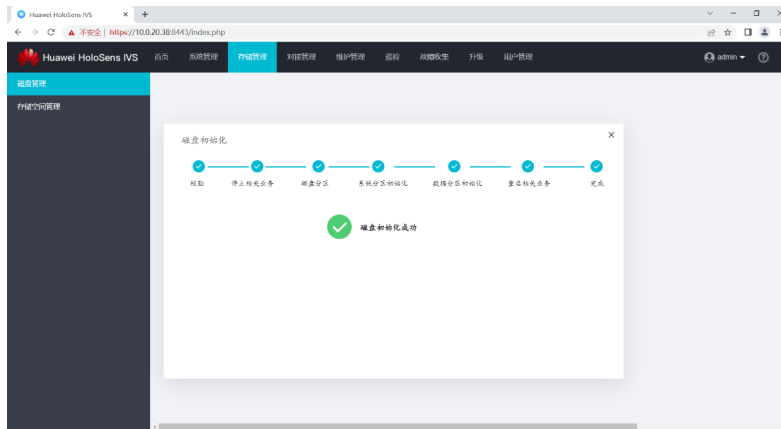 Huawei HoloSens IVS
不安全 | https://10.0.20.38:8443/index.php
Huawei HoloSens IVS 首页 系统管理 存储管理 对接管理 维护管理 巡检 故障收集 升级 用户管理 admin
磁盘管理
存储空间管理
磁盘初始化
校验 停止相关业务 磁盘分区 系统分区初始化 数据分区初始化 重启相关业务 完成
磁盘初始化成功